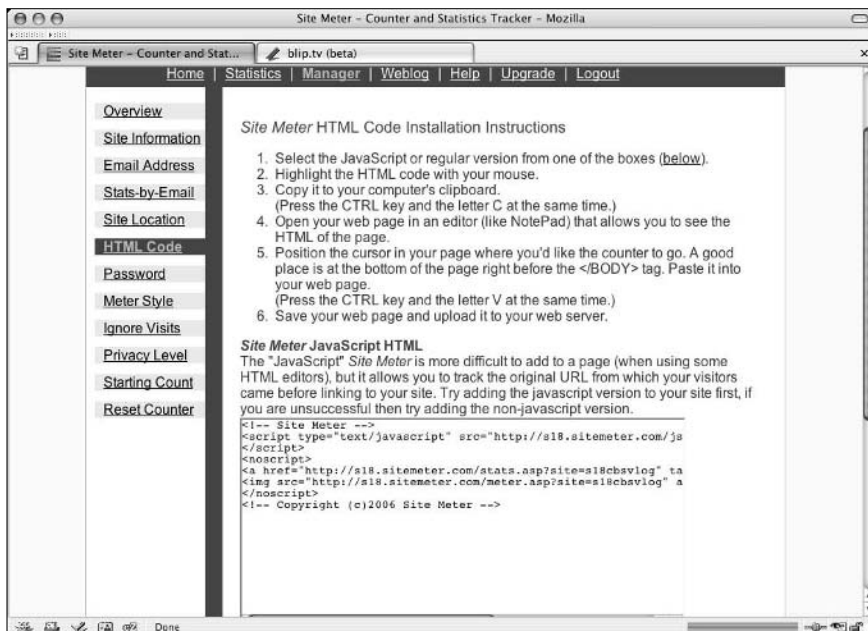 Site Meter - Counter and Statistics Tracker - Mozilla
Site Meter - Counter and Stat...
blip.tv (beta)
Home | Statistics | Manager | Weblog | Help | Upgrade | Logout
Overview
Site Information
Email Address
Stats-by-Email
Site Location
HTML Code
Password
Meter Style
Ignore Visits
Privacy Level
Starting Count
Reset Counter
Site Meter HTML Code Installation Instructions
1. Select the JavaScript or regular version from one of the boxes (below).
2. Highlight the HTML code with your mouse.
3. Copy it to your computer's clipboard.
(Press the CTRL key and the letter C at the same time.)
4. Open your web page in an editor (like NotePad) that allows you to see the
HTML of the page.
5. Position the cursor in your page where you'd like the counter to go. A good
place is at the bottom of the page right before the </BODY> tag. Paste it into
your web page.
(Press the CTRL key and the letter V at the same time.)
6. Save your web page and upload it to your web server.
Site Meter JavaScript HTML
The "JavaScript" Site Meter is more difficult to add to a page (when using some
HTML editors), but it allows you to track the original URL from which your visitors
came before linking to your site. Try adding the javascript version to your site first, if
you are unsuccessful then try adding the non-javascript version.
<!-- Site Meter -->
<script type="text/javascript" src="http://s18.sitemeter.com/js
</script>
<noscript>
<a href="http://s18.sitemeter.com/stats.asp?site=s18cbsvlog" ta
<img src="http://s18.sitemeter.com/meter.asp?site=s18cbsvlog" a
</noscript>
<!-- Copyright (c)2006 Site Meter -->
Done